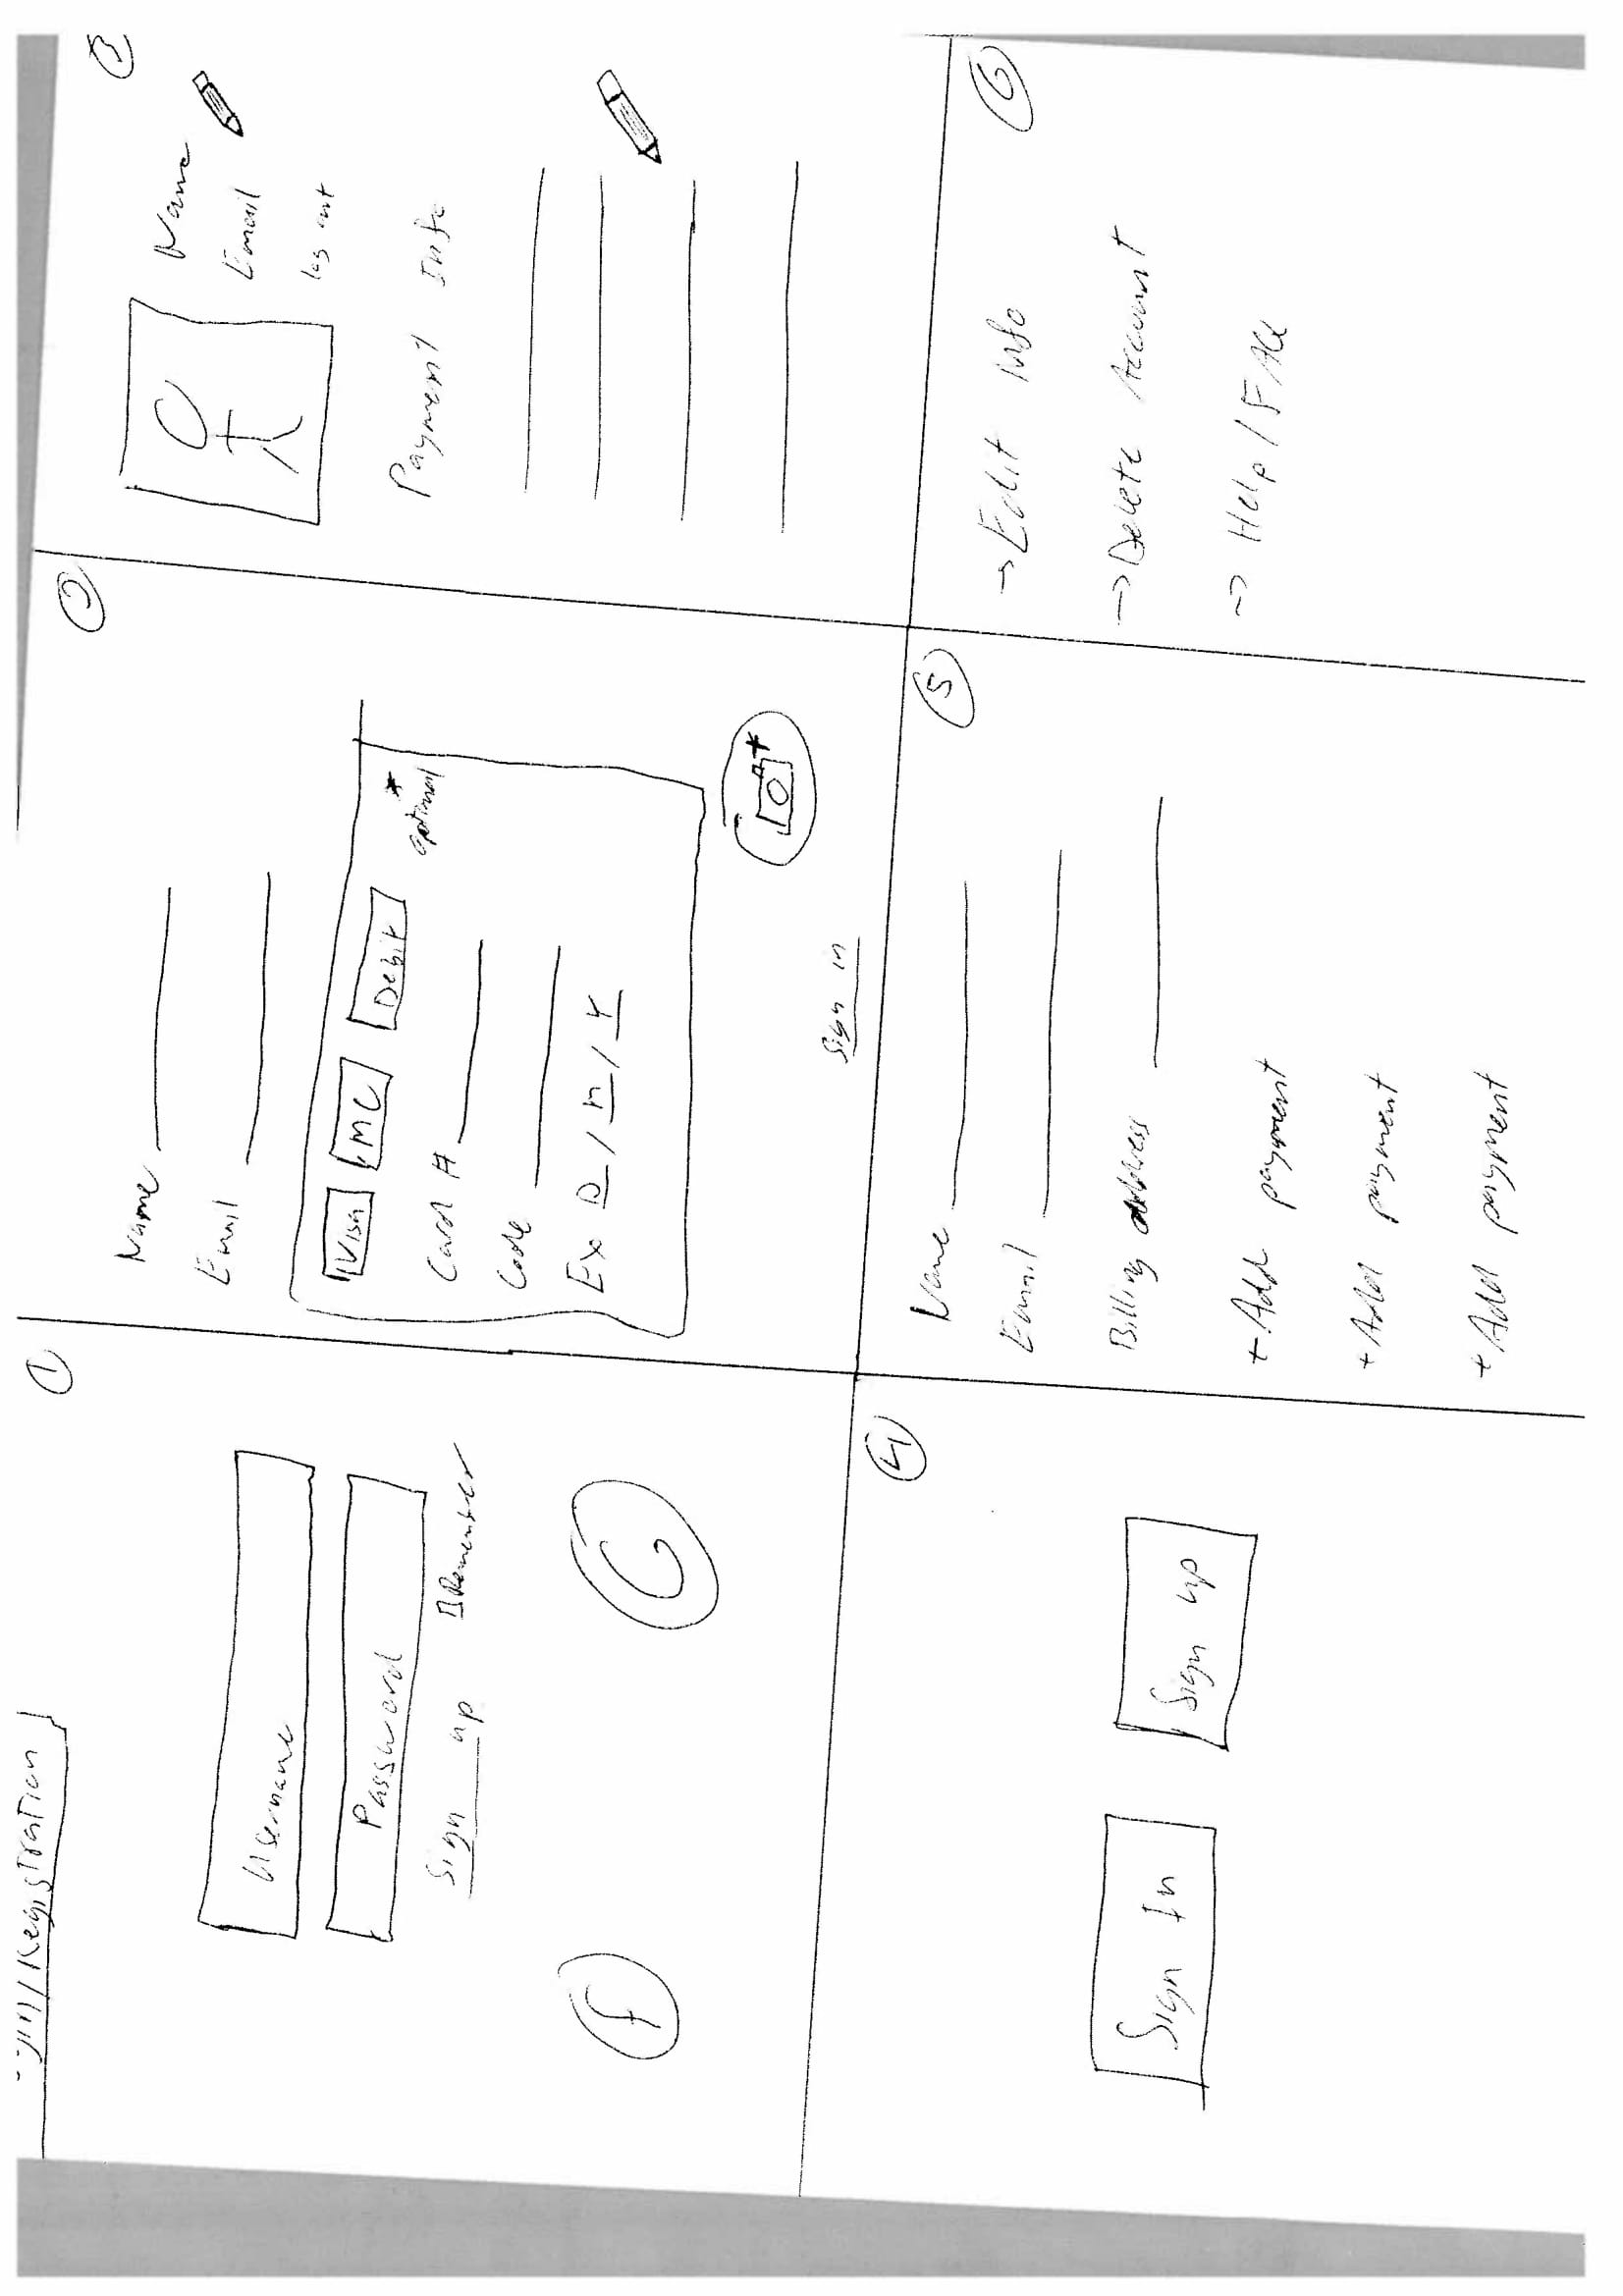 /Registration
1
Username
Password
Sign up Remember
f G
2
Name
Email
Visa MC Debit
*
optional
Card #
Code
Ex D / M / Y
*
Sign in
3
Name
Email
log out
Payment Info
4
Sign In Sign up
5
Name
Email
Billing address
+ Add payment
+ Add payment
+ Add payment
6
→ Edit Info
→ Delete Account
→ Help / FAQ